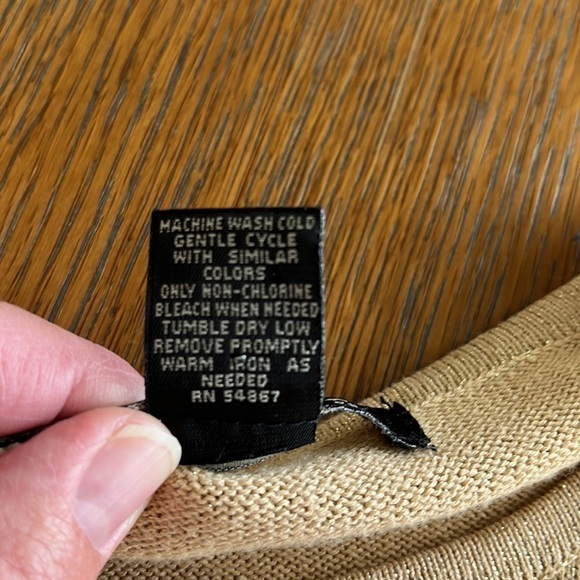 MACHINE WASH COLD
GENTLE CYCLE
WITH SIMILAR
COLORS
ONLY NON-CHLORINE
BLEACH WHEN NEEDED
TUMBLE DRY LOW
REMOVE PROMPTLY
WARM IRON AS
NEEDED
RN 54867